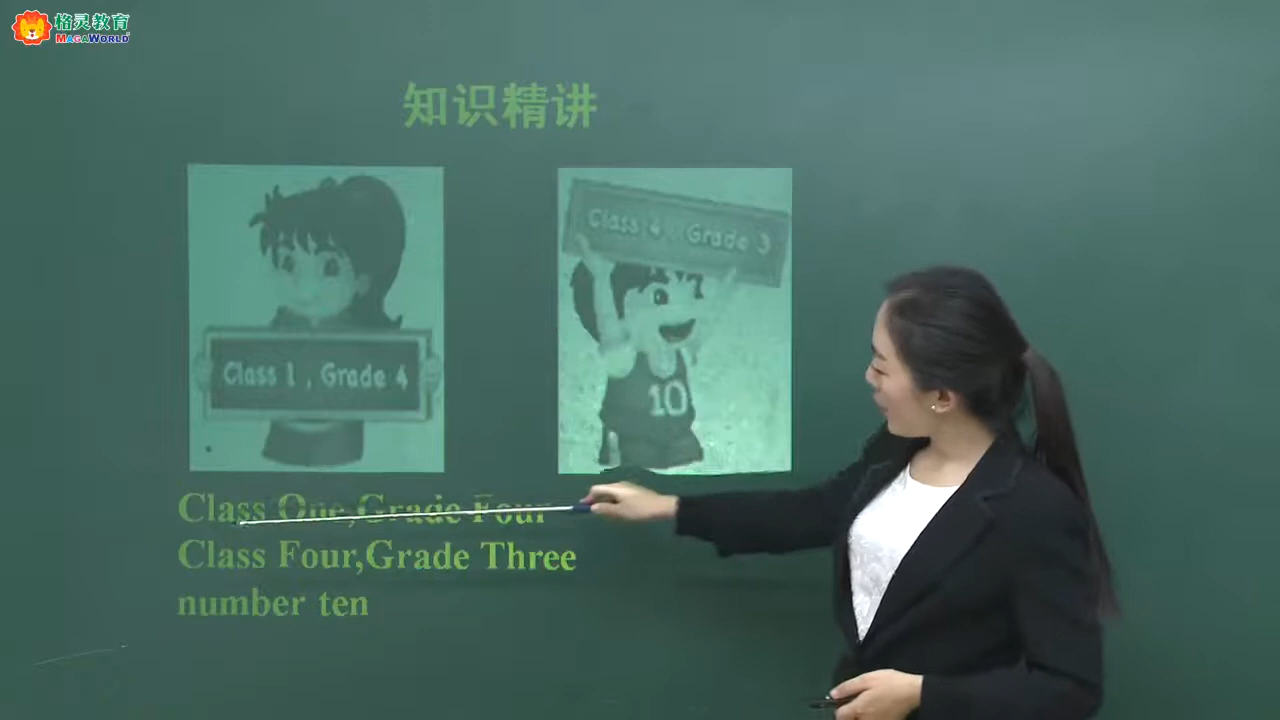 格灵教育
MAGAWORLD
知识精讲
Class 4 , Grade 3
Class 1 , Grade 4
10
Class One,Grade Four
Class Four,Grade Three
number ten